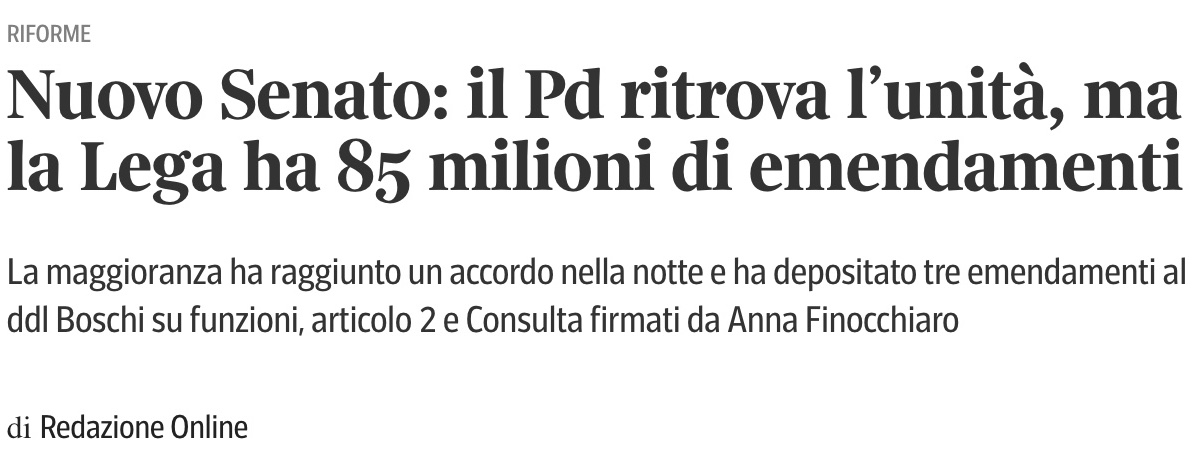 RIFORME
Nuovo Senato: il Pd ritrova l’unità, ma
la Lega ha 85 milioni di emendamenti
La maggioranza ha raggiunto un accordo nella notte e ha depositato tre emendamenti al
ddl Boschi su funzioni, articolo 2 e Consulta firmati da Anna Finocchiaro
di Redazione Online